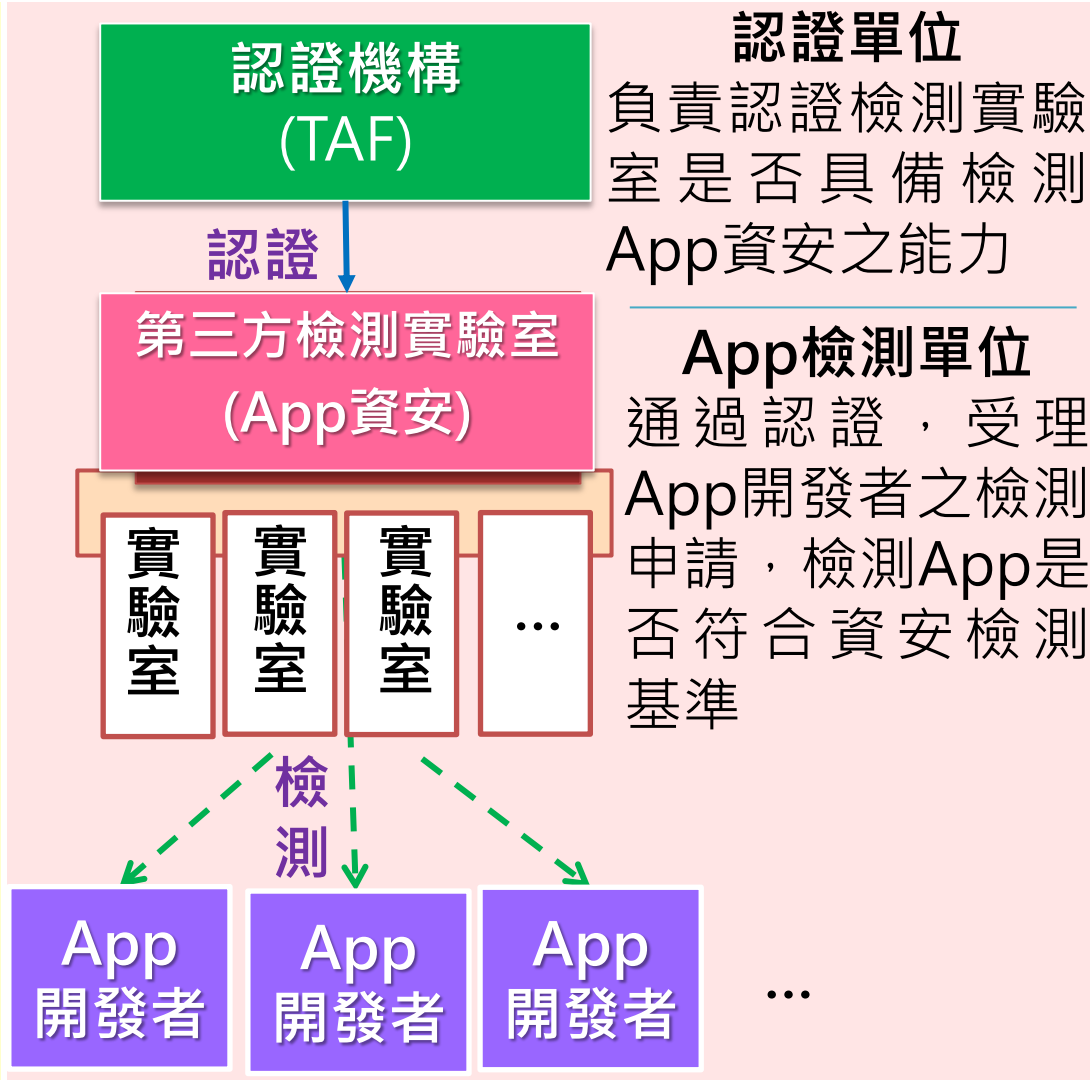 認證機構
(TAF)
認證
第三方檢測實驗室
(App資安)
實驗室
實驗室
實驗室
...
檢測
App
開發者
App
開發者
App
開發者
...
認證單位
負責認證檢測實驗
室是否具備檢測
App資安之能力
App檢測單位
通過認證，受理
App開發者之檢測
申請，檢測App是
否符合資安檢測
基準